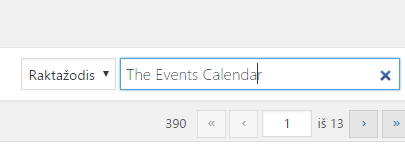 Raktažodis ▾ The Events Calendar ×
390 « ‹ 1 iš 13 › »